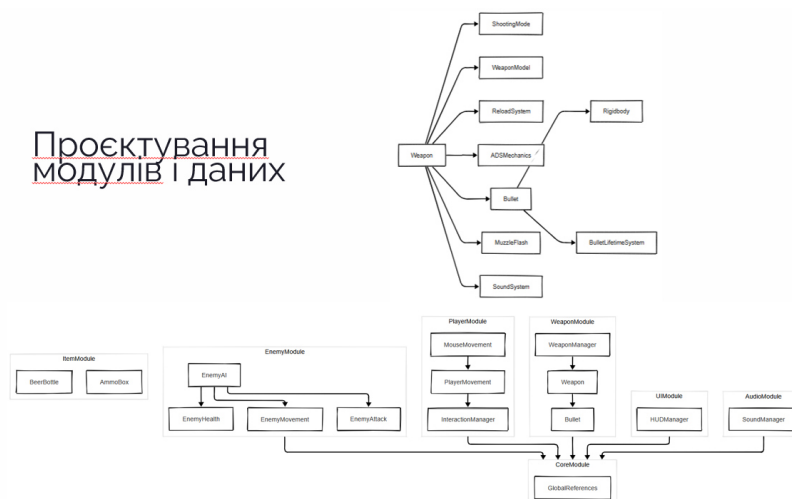 Проєктування
модулів і даних
ShootingMode
WeaponModel
ReloadSystem
Rigidbody
Weapon
ADSMechanics
Bullet
MuzzleFlash
BulletLifetimeSystem
SoundSystem
ItemModule
BeerBottle
AmmoBox
EnemyModule
EnemyAI
EnemyHealth
EnemyMovement
EnemyAttack
PlayerModule
MouseMovement
PlayerMovement
InteractionManager
WeaponModule
WeaponManager
Weapon
Bullet
UIModule
HUDManager
AudioModule
SoundManager
CoreModule
GlobalReferences